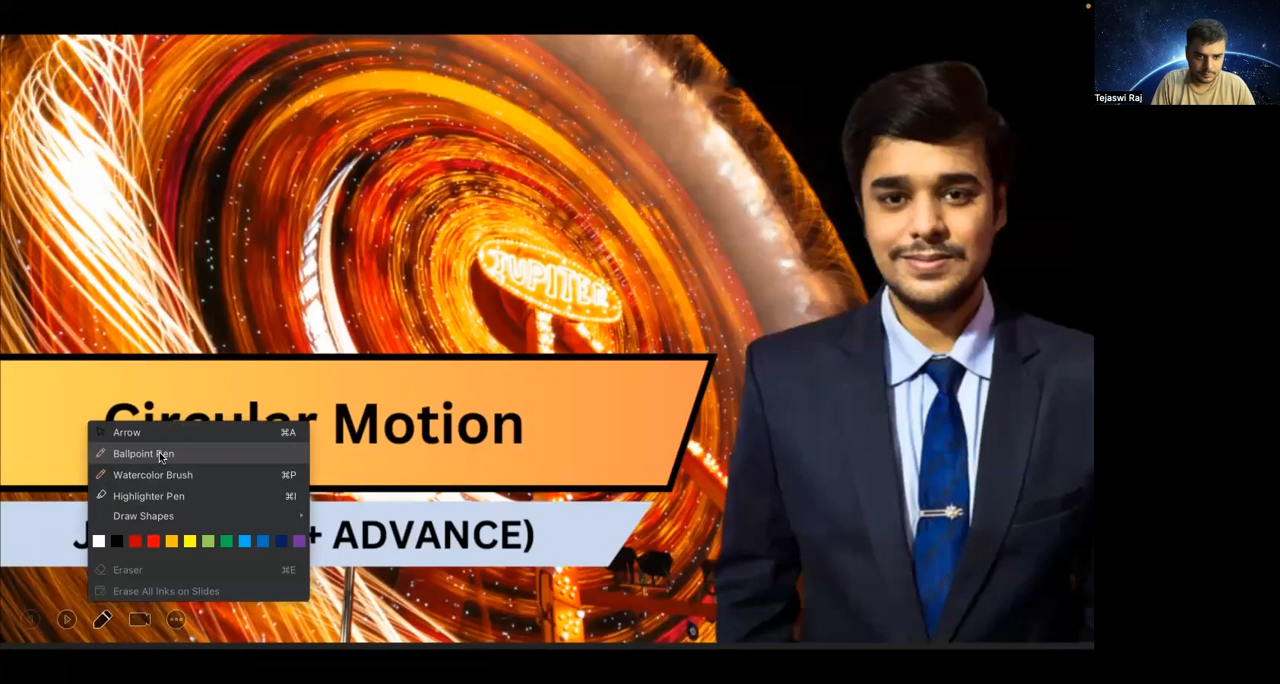 Tejaswi Raj
JUPITER
Circular Motion
Arrow ⌘A
Ballpoint Pen
Watercolor Brush ⌘P
Highlighter Pen ⌘I
Draw Shapes
+ ADVANCE)
Eraser ⌘E
Erase All Inks on Slides